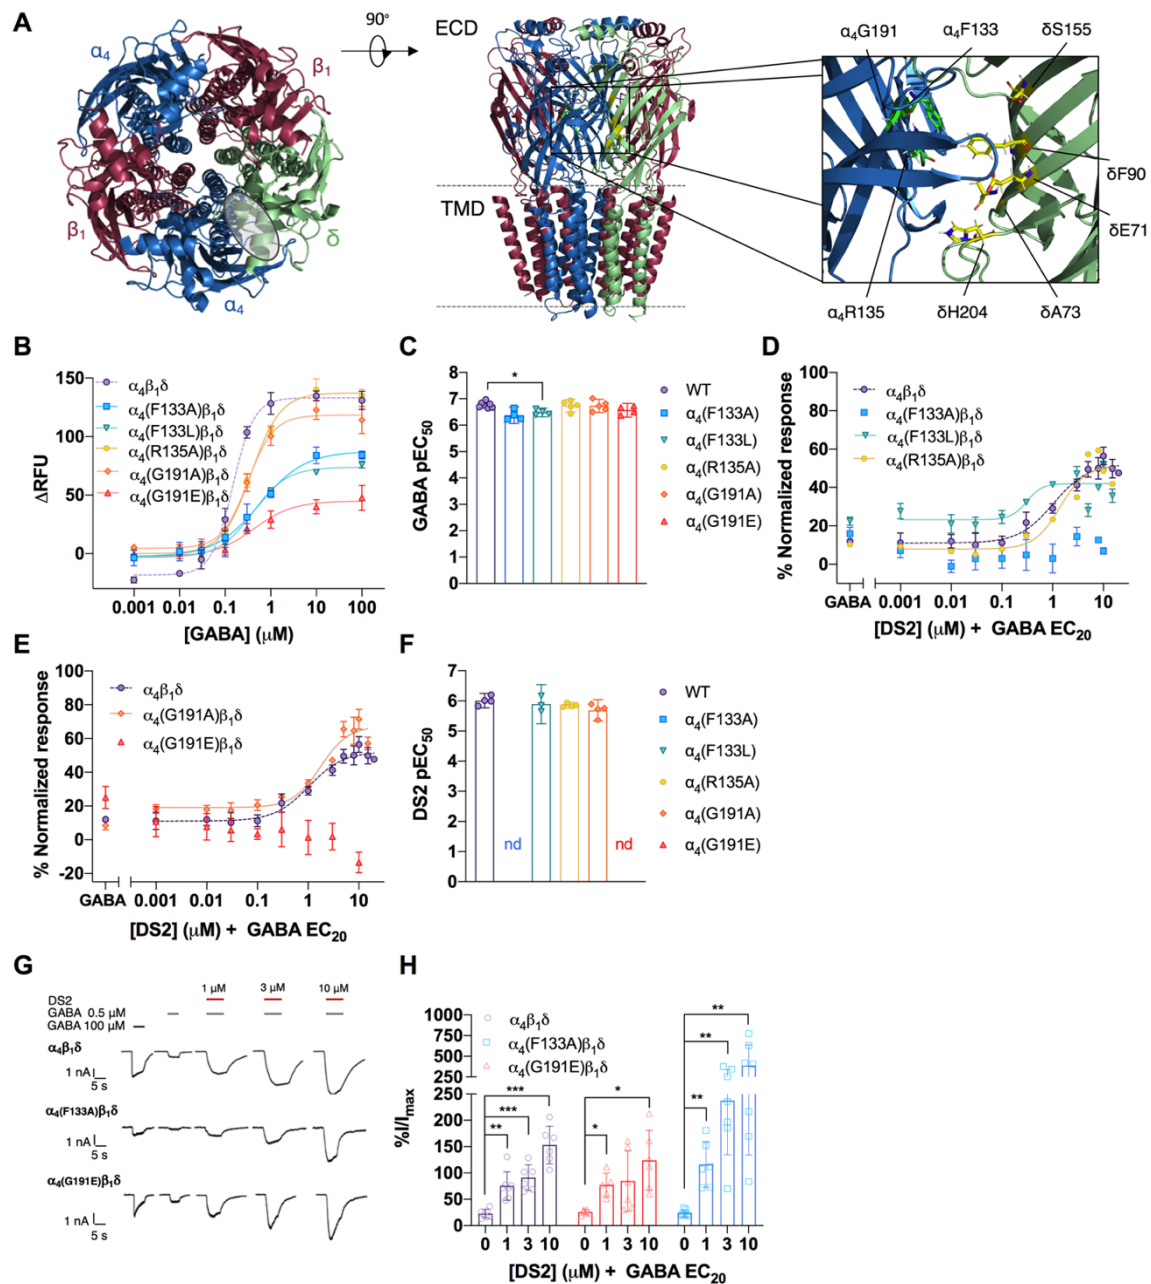 A
90°
α4
β1
β1
δ
α4
ECD
TMD
α4G191
α4F133
δS155
δF90
δE71
α4R135
δH204
δA73
B
α4β1δ
α4(F133A)β1δ
α4(F133L)β1δ
α4(R135A)β1δ
α4(G191A)β1δ
α4(G191E)β1δ
ΔRFU
150
100
50
0
0.001 0.01 0.1 1 10 100
[GABA] (μM)
C
*
GABA pEC50
8
7
6
5
4
3
2
1
0
WT
α4(F133A)
α4(F133L)
α4(R135A)
α4(G191A)
α4(G191E)
D
% Normalized response
100
80
60
40
20
0
α4β1δ
α4(F133A)β1δ
α4(F133L)β1δ
α4(R135A)β1δ
GABA 0.001 0.01 0.1 1 10
[DS2] (μM) + GABA EC20
E
% Normalized response
100
80
60
40
20
0
-20
α4β1δ
α4(G191A)β1δ
α4(G191E)β1δ
GABA 0.001 0.01 0.1 1 10
[DS2] (μM) + GABA EC20
F
DS2 pEC50
7
6
5
4
3
2
1
0
nd
nd
WT
α4(F133A)
α4(F133L)
α4(R135A)
α4(G191A)
α4(G191E)
G
1 μM 3 μM 10 μM
DS2
GABA 0.5 μM
GABA 100 μM
α4β1δ
1 nA
5 s
α4(F133A)β1δ
1 nA
5 s
α4(G191E)β1δ
1 nA
5 s
H
%I/Imax
1000
750
500
250
250
200
150
100
50
0
α4β1δ
α4(F133A)β1δ
α4(G191E)β1δ
***
***
**
*
*
**
**
**
0 1 3 10 0 1 3 10 0 1 3 10
[DS2] (μM) + GABA EC20